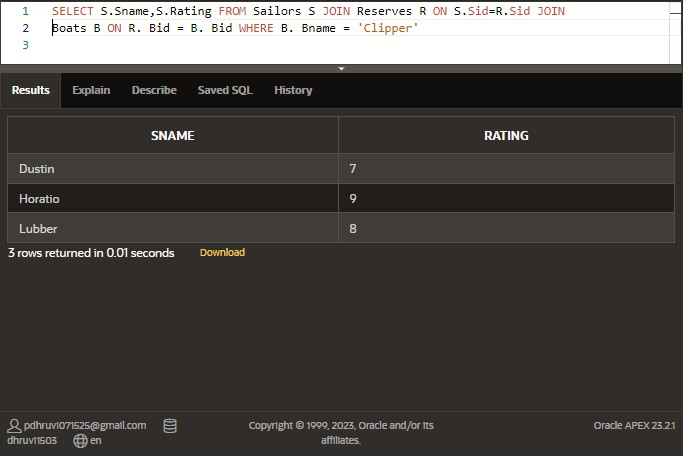 1 SELECT S.Sname,S.Rating FROM Sailors S JOIN Reserves R ON S.Sid=R.Sid JOIN
2 Boats B ON R. Bid = B. Bid WHERE B. Bname = 'Clipper'
3
Results Explain Describe Saved SQL History
SNAME RATING
Dustin 7
Horatio 9
Lubber 8
3 rows returned in 0.01 seconds Download
pdhruvi071525@gmail.com
dhruvi1503 en
Copyright © 1999, 2023, Oracle and/or its
affiliates.
Oracle APEX 23.2.1